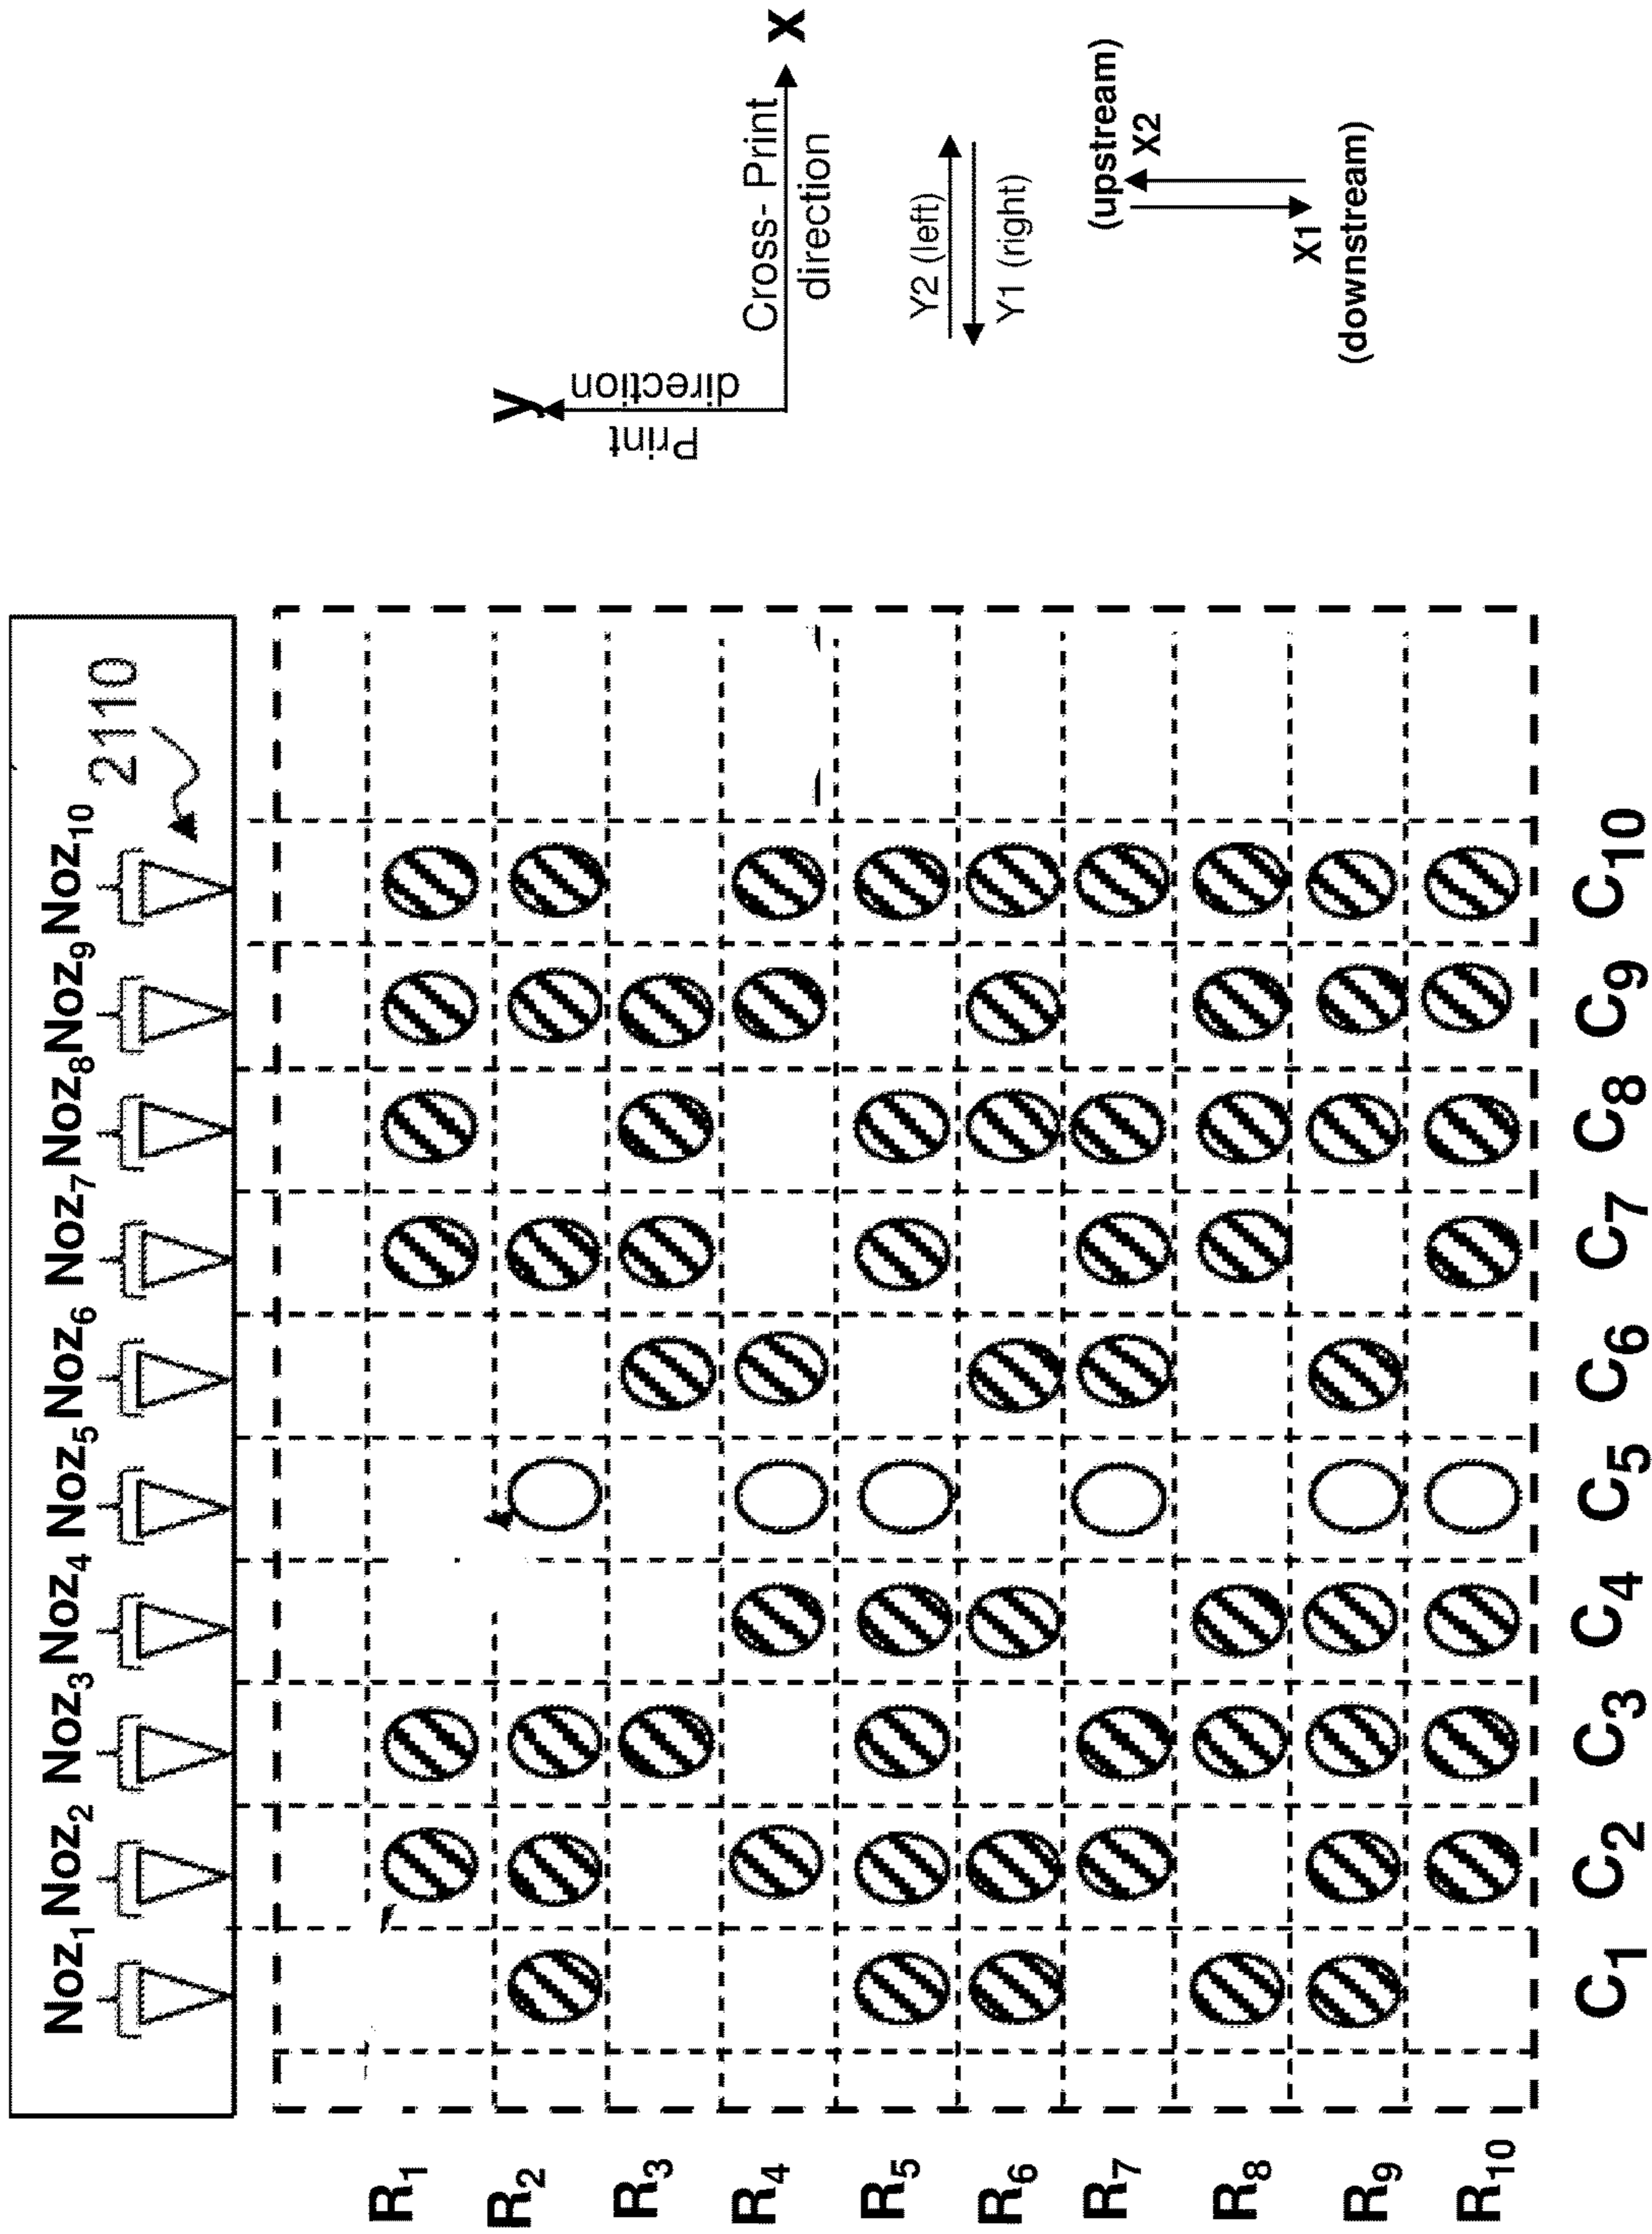 Noz1 Noz2 Noz3 Noz4 Noz5 Noz6 Noz7 Noz8 Noz9 Noz10
2110
R1
R2
R3
R4
R5
R6
R7
R8
R9
R10
C1 C2 C3 C4 C5 C6 C7 C8 C9 C10
y
Print
direction
Cross- Print
direction
x
Y2 (left)
Y1 (right)
(upstream)
X2
X1
(downstream)